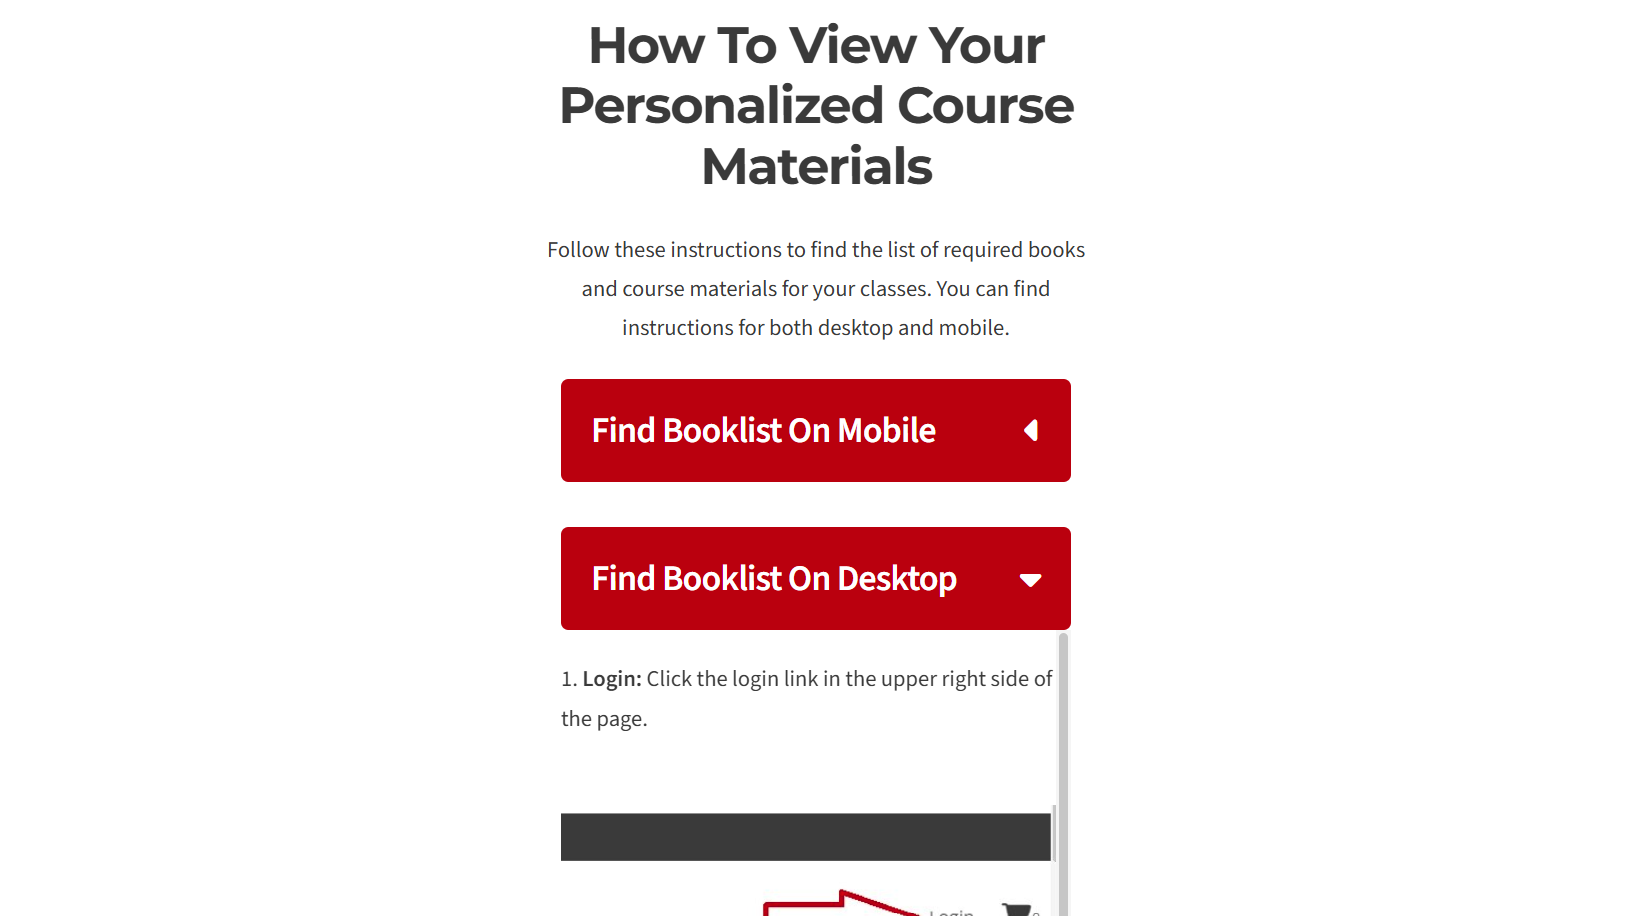 How To View Your
Personalized Course
Materials
Follow these instructions to find the list of required books
and course materials for your classes. You can find
instructions for both desktop and mobile.
Find Booklist On Mobile
Find Booklist On Desktop
1. Login: Click the login link in the upper right side of
the page.
Login